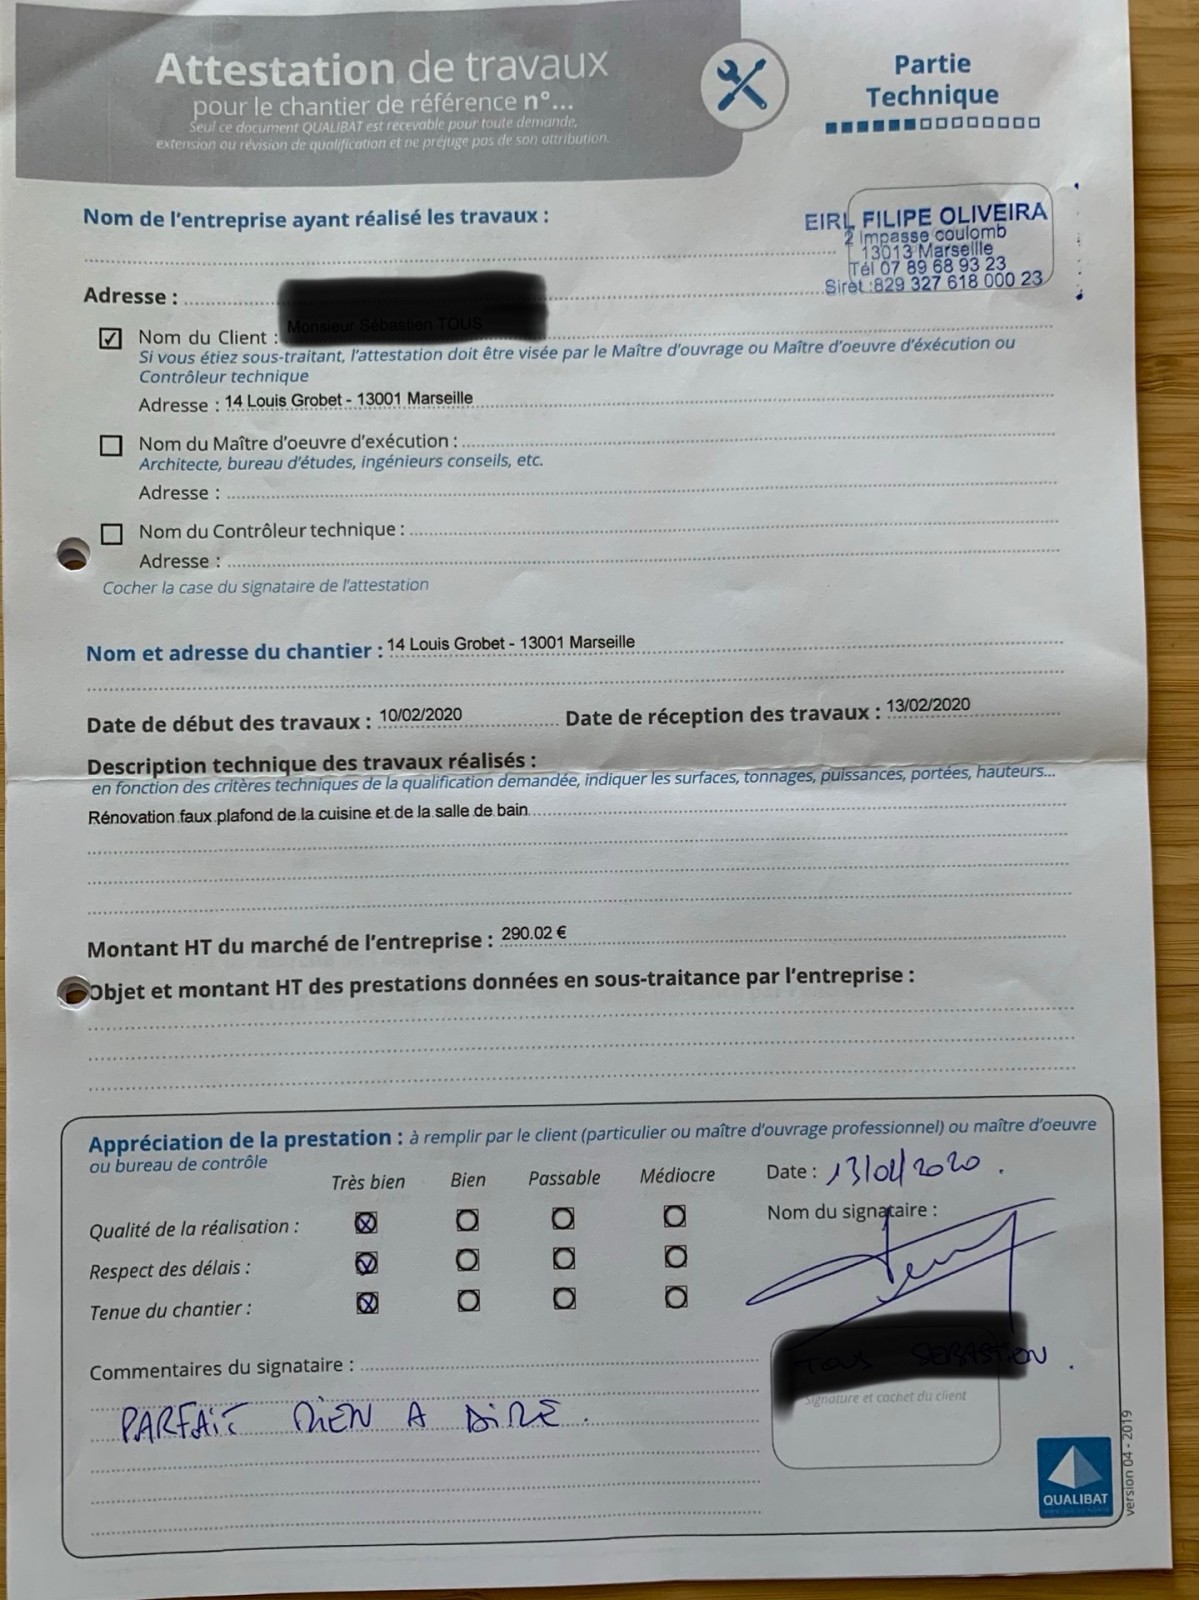 Attestation de travaux
pour le chantier de référence n°...
Seul ce document QUALIBAT est recevable pour toute demande,
extension ou révision de qualification et ne préjuge pas de son attribution.
Partie
Technique
Nom de l'entreprise ayant réalisé les travaux :
EIRL FILIPE OLIVEIRA
2 Impasse coulomb
13013 Marseille
Tél 07 89 68 93 23
Siret :829 327 618 000 23
Adresse :
Nom du Client :
Si vous étiez sous-traitant, l'attestation doit être visée par le Maître d'ouvrage ou Maître d'oeuvre d'éxécution ou
Contrôleur technique
Adresse : 14 Louis Grobet - 13001 Marseille
Nom du Maître d'oeuvre d'exécution :
Architecte, bureau d'études, ingénieurs conseils, etc.
Adresse :
Nom du Contrôleur technique :
Adresse :
Cocher la case du signataire de l'attestation
Nom et adresse du chantier : 14 Louis Grobet - 13001 Marseille
Date de début des travaux : 10/02/2020 Date de réception des travaux : 13/02/2020
Description technique des travaux réalisés :
en fonction des critères techniques de la qualification demandée, indiquer les surfaces, tonnages, puissances, portées, hauteurs...
Rénovation faux plafond de la cuisine et de la salle de bain
Montant HT du marché de l'entreprise : 290.02 €
Objet et montant HT des prestations données en sous-traitance par l'entreprise :
Appréciation de la prestation : à remplir par le client (particulier ou maître d'ouvrage professionnel) ou maître d'oeuvre
ou bureau de contrôle
Très bien Bien Passable Médiocre
Date : 13/02/2020 .
Qualité de la réalisation :
Nom du signataire :
Respect des délais :
Tenue du chantier :
Commentaires du signataire :
Signature et cachet du client
PARFAIT RIEN A DIRE .
QUALIBAT
version 04 - 2019